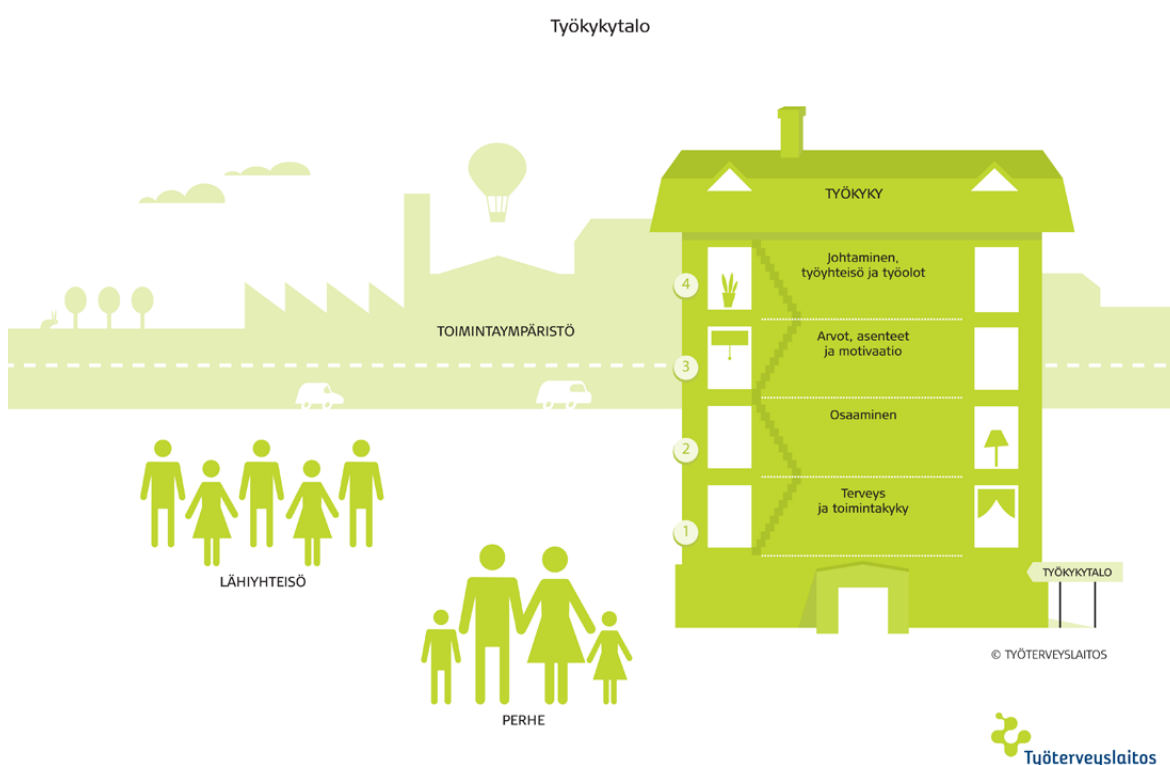 Työkykytalo
TYÖKYKY
4
Johtaminen,
työyhteisö ja työolot
TOIMINTAYMPÄRISTÖ
3
Arvot, asenteet
ja motivaatio
2
Osaaminen
1
Terveys
ja toimintakyky
LÄHIYHTEISÖ
TYÖKYKYTALO
PERHE
© TYÖTERVEYSLAITOS
Työterveyslaitos